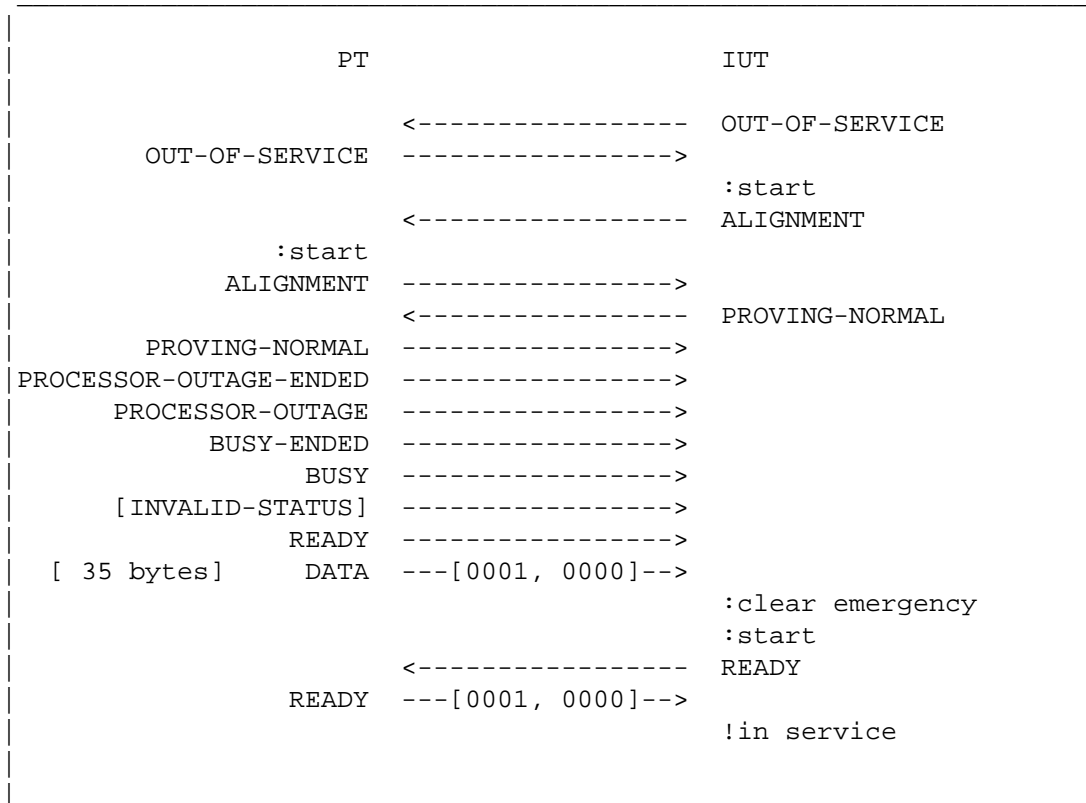 PT IUT
<----------------- OUT-OF-SERVICE
OUT-OF-SERVICE ----------------->
:start
<----------------- ALIGNMENT
:start
ALIGNMENT ----------------->
<----------------- PROVING-NORMAL
PROVING-NORMAL ----------------->
PROCESSOR-OUTAGE-ENDED ----------------->
PROCESSOR-OUTAGE ----------------->
BUSY-ENDED ----------------->
BUSY ----------------->
[INVALID-STATUS] ----------------->
READY ----------------->
[ 35 bytes] DATA ---[0001, 0000]-->
:clear emergency
:start
<----------------- READY
READY ---[0001, 0000]-->
!in service